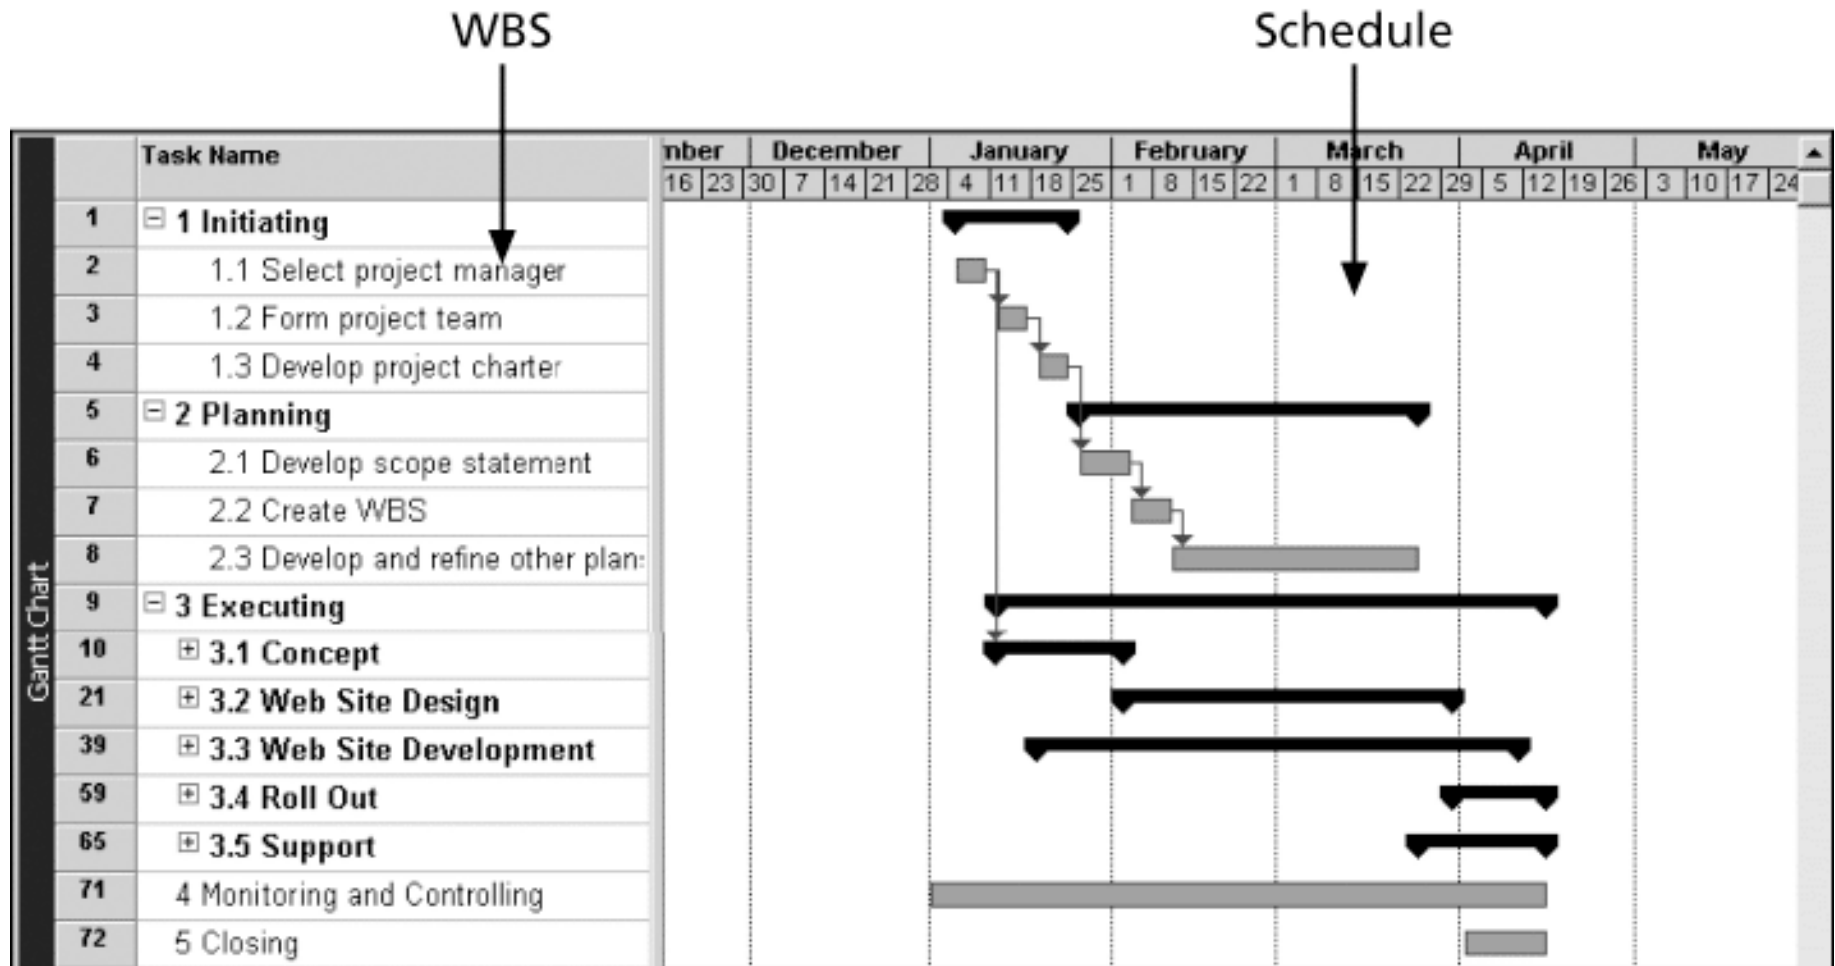 WBS Schedule
Task Name
mber December January February March April May
16 23 30 7 14 21 28 4 11 18 25 1 8 15 22 1 8 15 22 29 5 12 19 26 3 10 17 24
1 1 Initiating
2 1.1 Select project manager
3 1.2 Form project team
4 1.3 Develop project charter
5 2 Planning
6 2.1 Develop scope statement
7 2.2 Create WBS
8 2.3 Develop and refine other plan
9 3 Executing
10 3.1 Concept
21 3.2 Web Site Design
39 3.3 Web Site Development
59 3.4 Roll Out
65 3.5 Support
71 4 Monitoring and Controlling
72 5 Closing
Gantt Chart